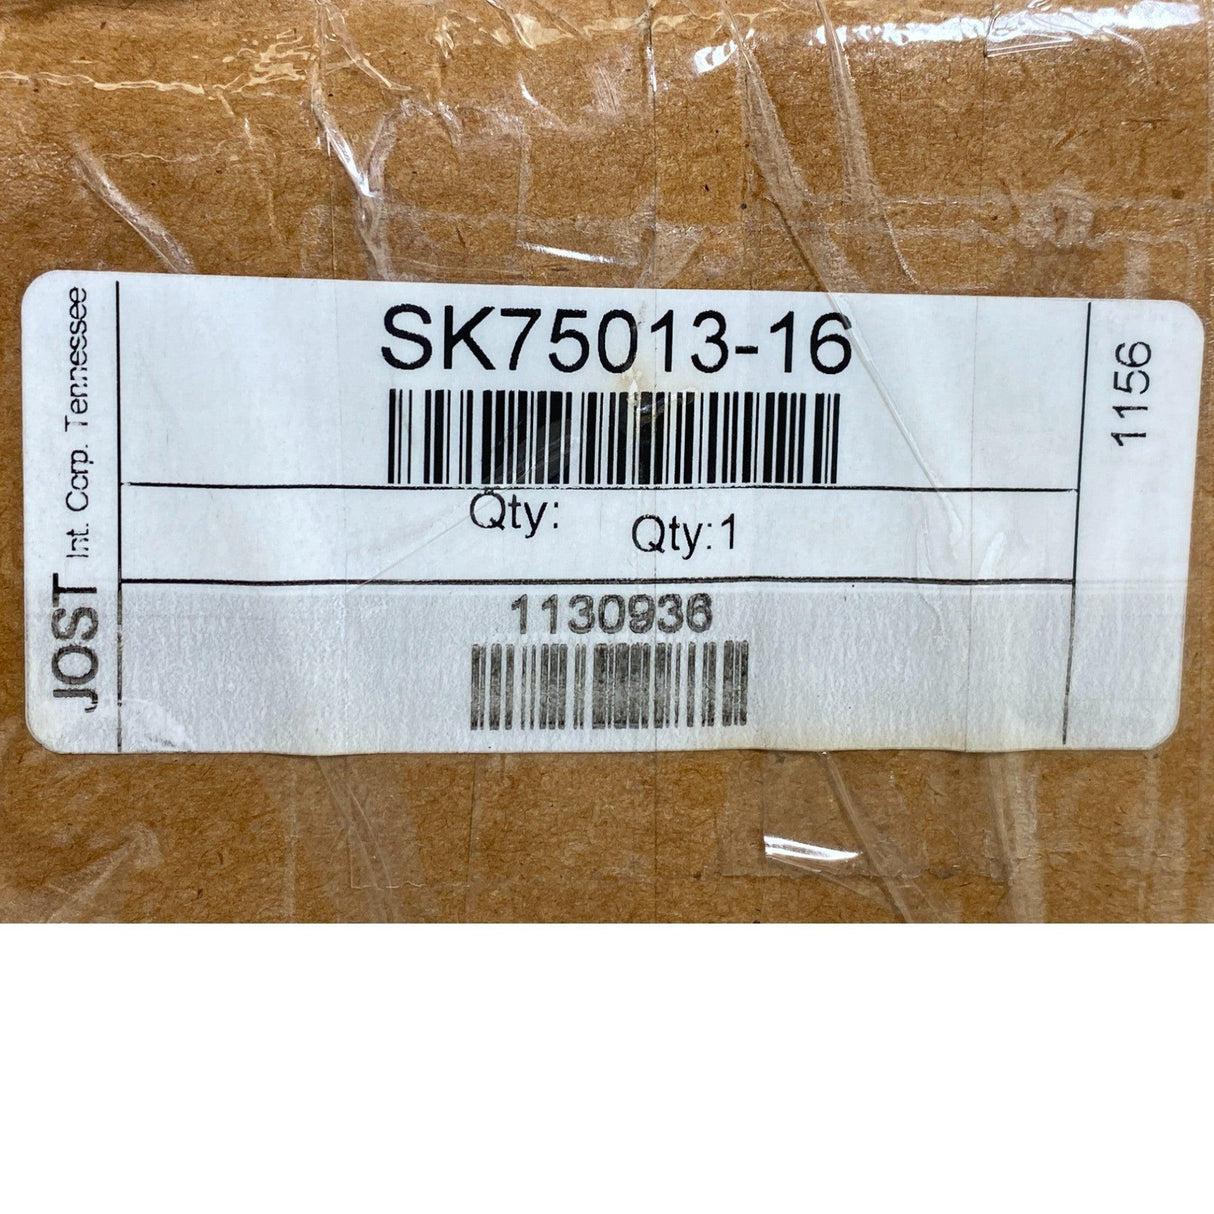 JOST Int. Corp. Tennessee
SK75013-16
Qty:
Qty:1
1130936
1156